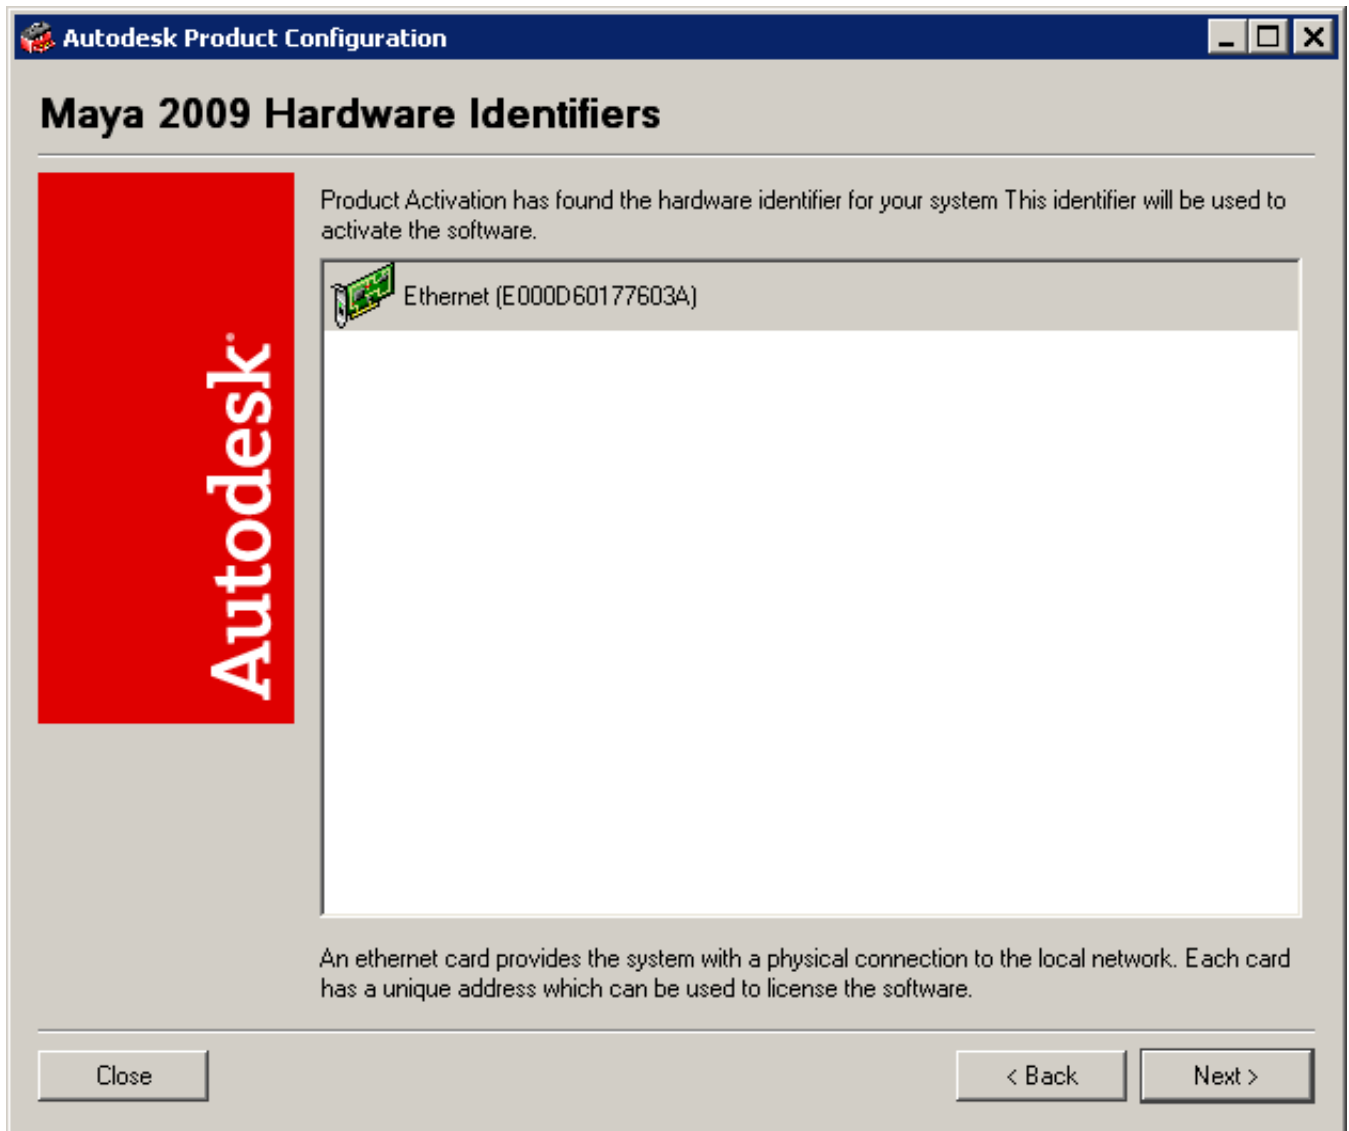 Autodesk Product Configuration
Maya 2009 Hardware Identifiers
Autodesk
Product Activation has found the hardware identifier for your system This identifier will be used to
activate the software.
Ethernet (E000D60177603A)
An ethernet card provides the system with a physical connection to the local network. Each card
has a unique address which can be used to license the software.
Close
< Back
Next >